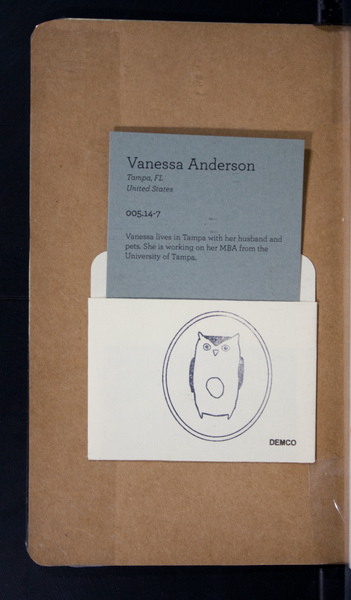 Vanessa Anderson
Tampa, FL
United States
005.14-7
Vanessa lives in Tampa with her husband and
pets. She is working on her MBA from the
University of Tampa.
DEMCO